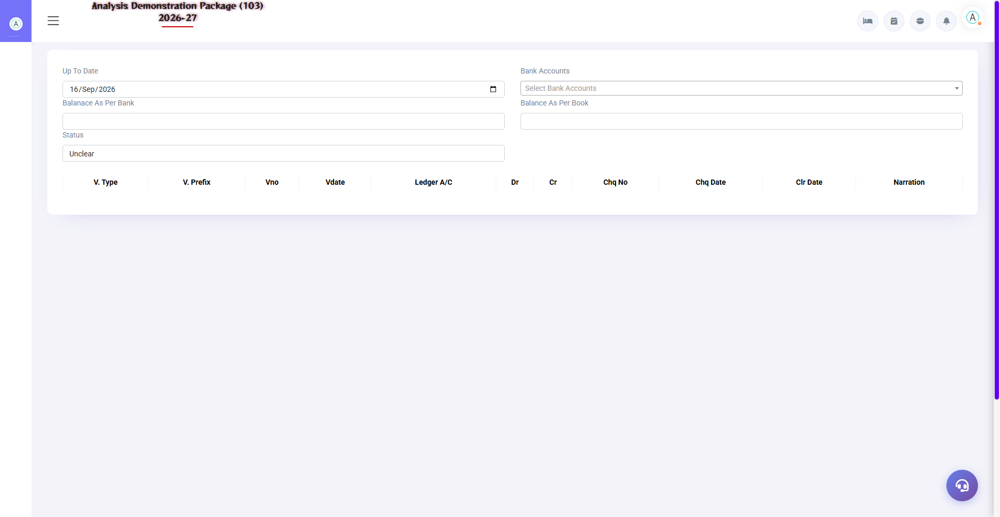 Analysis Demonstration Package (103)
2026-27
A
A
Up To Date
Bank Accounts
16/Sep/2026
Select Bank Accounts
Balanace As Per Bank
Balance As Per Book
Status
Unclear
V. Type V. Prefix Vno Vdate Ledger A/C Dr Cr Chq No Chq Date Clr Date Narration